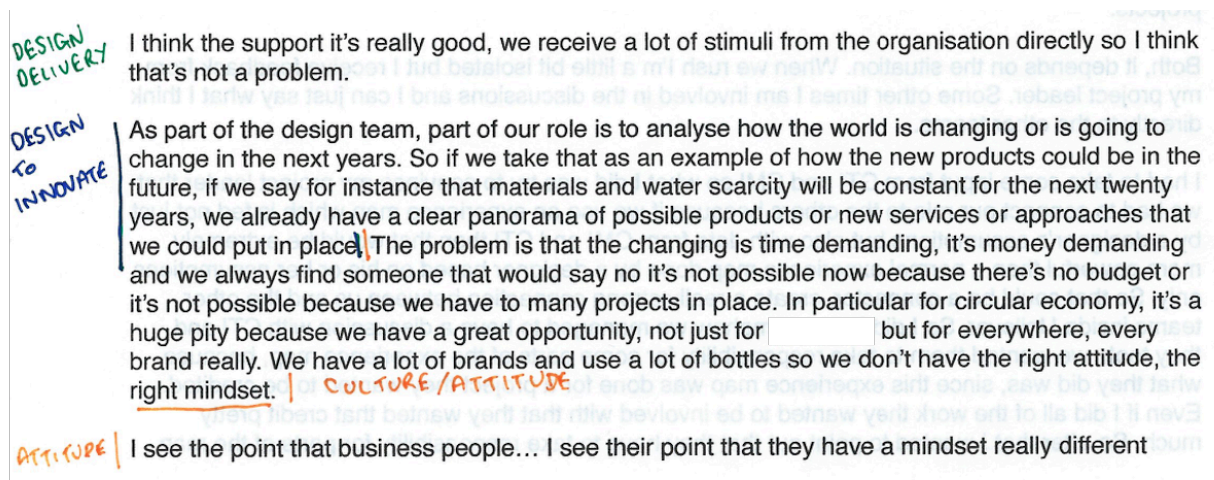 DESIGN
DELIVERY
I think the support it's really good, we receive a lot of stimuli from the organisation directly so I think
that's not a problem.
DESIGN
TO
INNOVATE
As part of the design team, part of our role is to analyse how the world is changing or is going to
change in the next years. So if we take that as an example of how the new products could be in the
future, if we say for instance that materials and water scarcity will be constant for the next twenty
years, we already have a clear panorama of possible products or new services or approaches that
we could put in place. The problem is that the changing is time demanding, it's money demanding
and we always find someone that would say no it's not possible now because there's no budget or
it's not possible because we have too many projects in place. In particular for circular economy, it's a
huge pity because we have a great opportunity, not just for but for everywhere, every
brand really. We have a lot of brands and use a lot of bottles so we don't have the right attitude, the
right mindset. CULTURE/ATTITUDE
ATTITUDE I see the point that business people… I see their point that they have a mindset really different